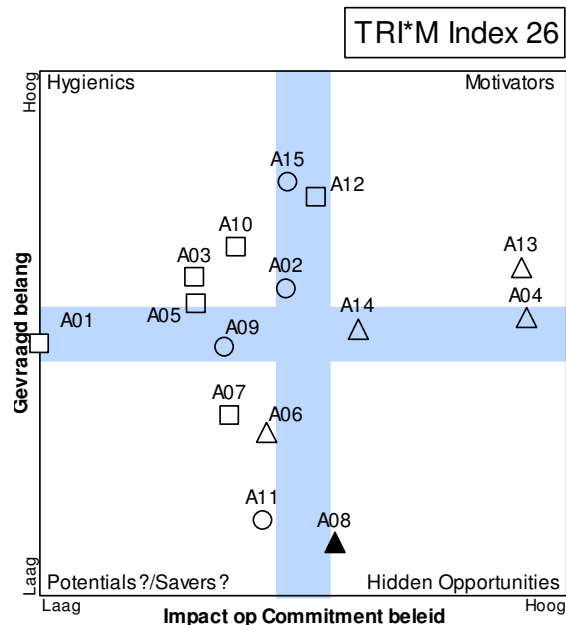 TRI*M Index 26
Hoog
Hygienics
Motivators
A15
A12
A10
A03
A02
A13
A01
A05
A14
A04
A09
Gevraagd belang
A07
A06
A11
A08
Laag
Potentials?/Savers?
Hidden Opportunities
Laag
Impact op Commitment beleid
Hoog